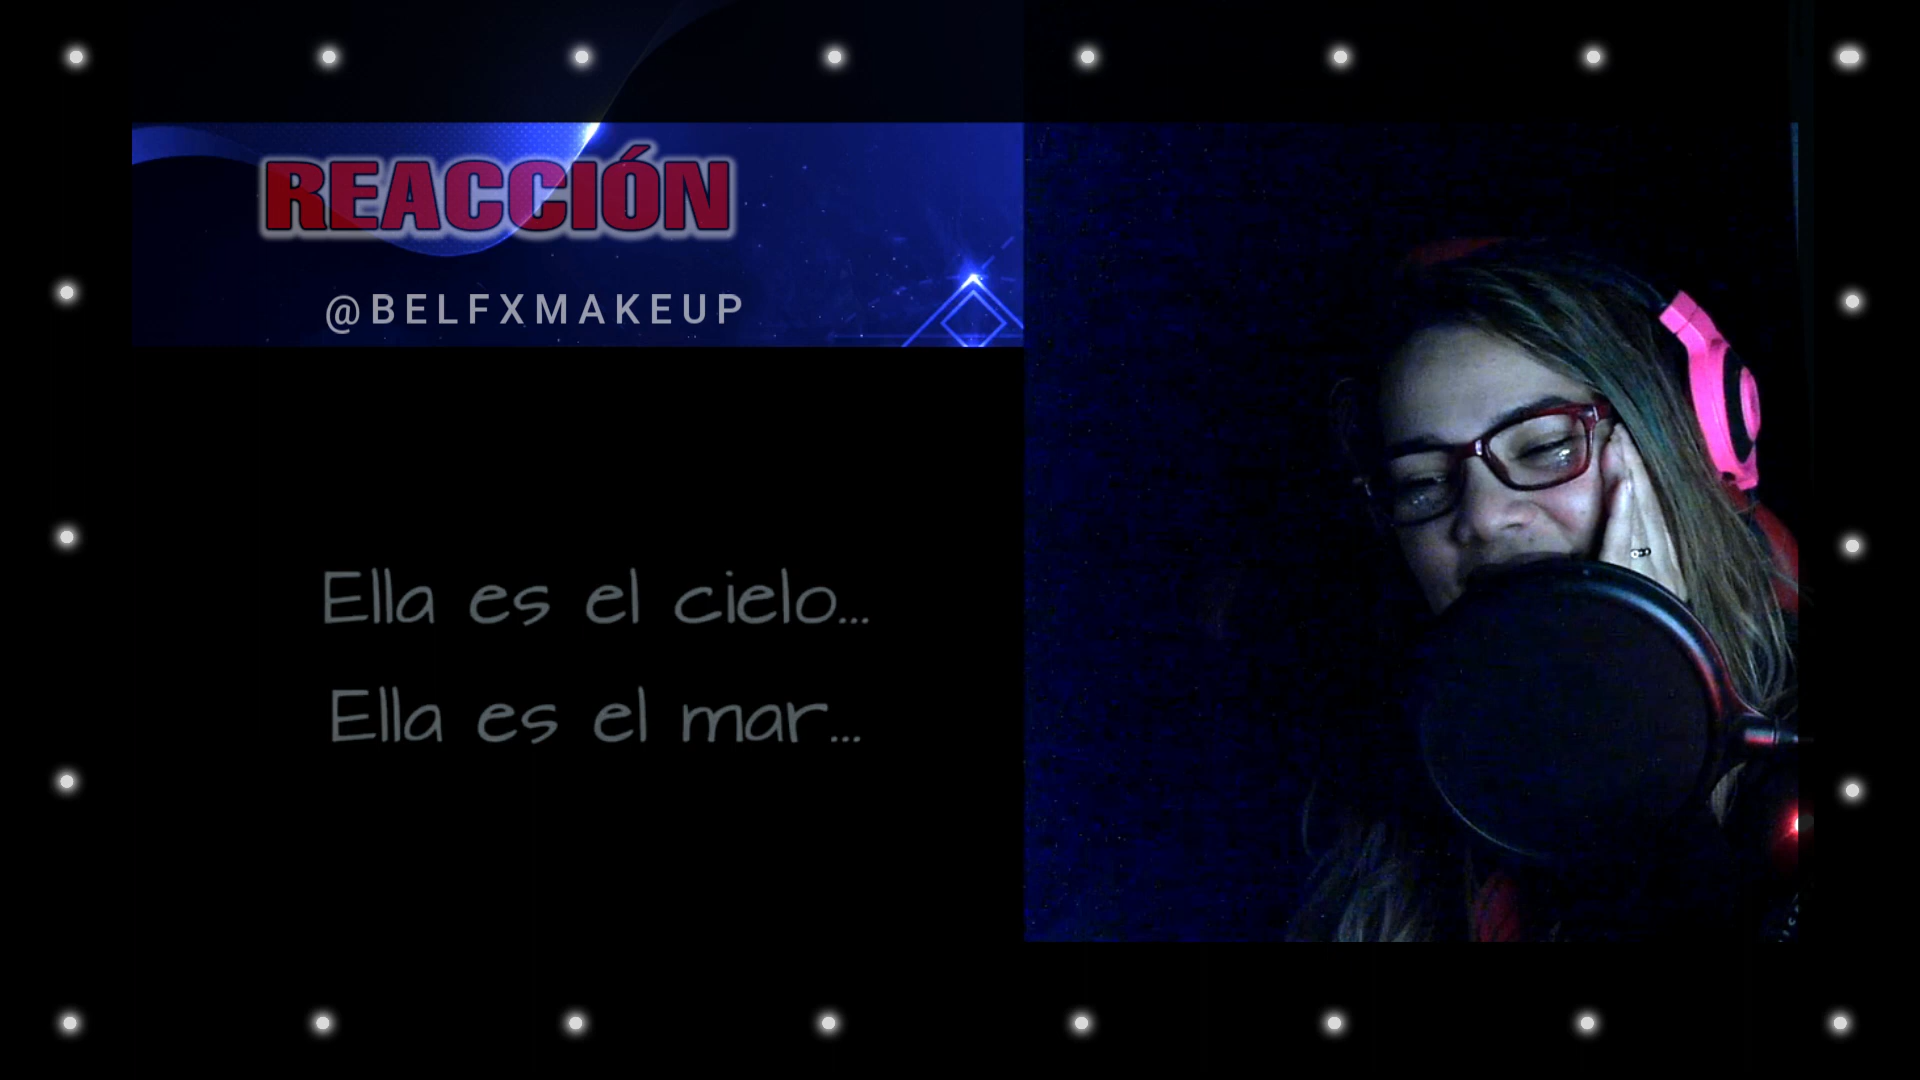 REACCIÓN
@BELFXMAKEUP
Ella es el cielo...
Ella es el mar...